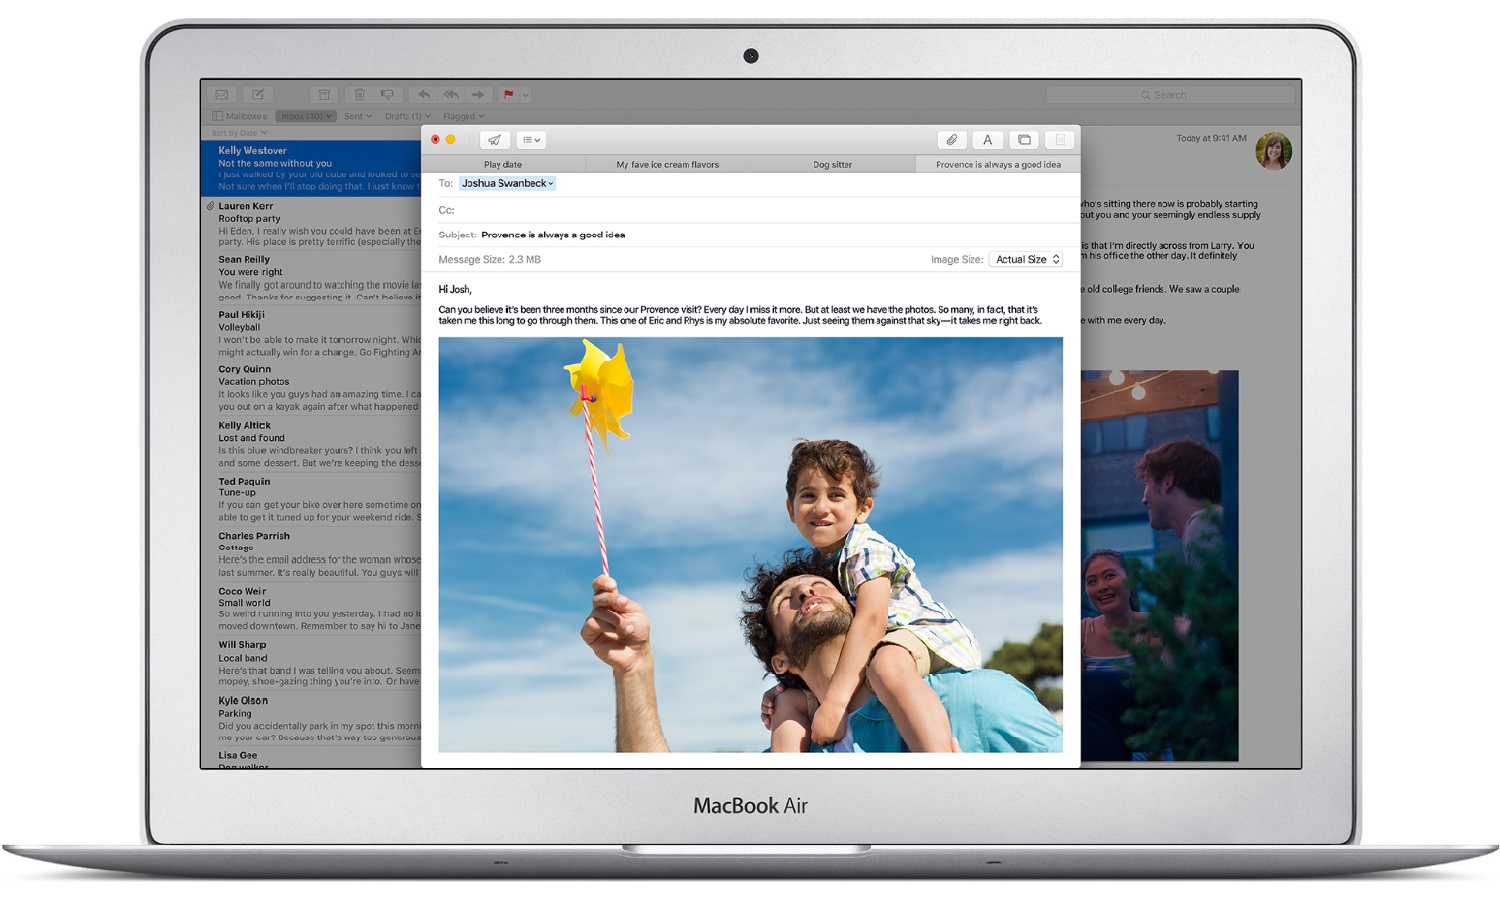 Search
Mailboxes Inbox (10) Sent Drafts (1) Flagged
Sort by Date
Kelly Westover
Not the same without you
I just walked by your old cube and looked to se
Not sure when I'll stop doing that. I just know t
Lauren Kerr
Rooftop party
Hi Eden, I really wish you could have been at Er
party. His place is pretty terrific (especially the
Sean Reilly
You were right
We finally got around to watching the movie las
good. Thanks for suggesting it. Can't believe it
Paul Hikiji
Volleyball
I won't be able to make it tomorrow night. Whic
might actually win for a change. Go Fighting Ar
Cory Quinn
Vacation photos
It looks like you guys had an amazing time. I ca
you out on a kayak again after what happened
Kelly Altick
Lost and found
Is this blue windbreaker yours? I think you left
and some dessert. But we're keeping the desse
Ted Paquin
Tune-up
If you can get your bike over here sometime on
able to get it tuned up for your weekend ride. S
Charles Parrish
Cottage
Here's the email address for the woman whose
last summer. It's really beautiful. You guys will
Coco Weir
Small world
So weird running into you yesterday. I had no ic
moved downtown. Remember to say hi to Jane
Will Sharp
Local band
Here's that band I was telling you about. Seem
mopey, shoe-gazing thing you're into. Or have
Kyle Olson
Parking
Did you accidentally park in my spot this morni
me your car? Because that's way too generous
Lisa Gee
Dog walker
Play date My fave ice cream flavors Dog sitter Provence is always a good idea
To: Joshua Swanbeck
Cc:
Subject: Provence is always a good idea
Message Size: 2.3 MB Image Size: Actual Size
Hi Josh,
Can you believe it's been three months since our Provence visit? Every day I miss it more. But at least we have the photos. So many, in fact, that it's
taken me this long to go through them. This one of Eric and Rhys is my absolute favorite. Just seeing them against that sky—it takes me right back.
Today at 9:41 AM
who's sitting there now is probably starting
out you and your seemingly endless supply
is that I'm directly across from Larry. You
n his office the other day. It definitely
e old college friends. We saw a couple
e with me every day.
MacBook Air